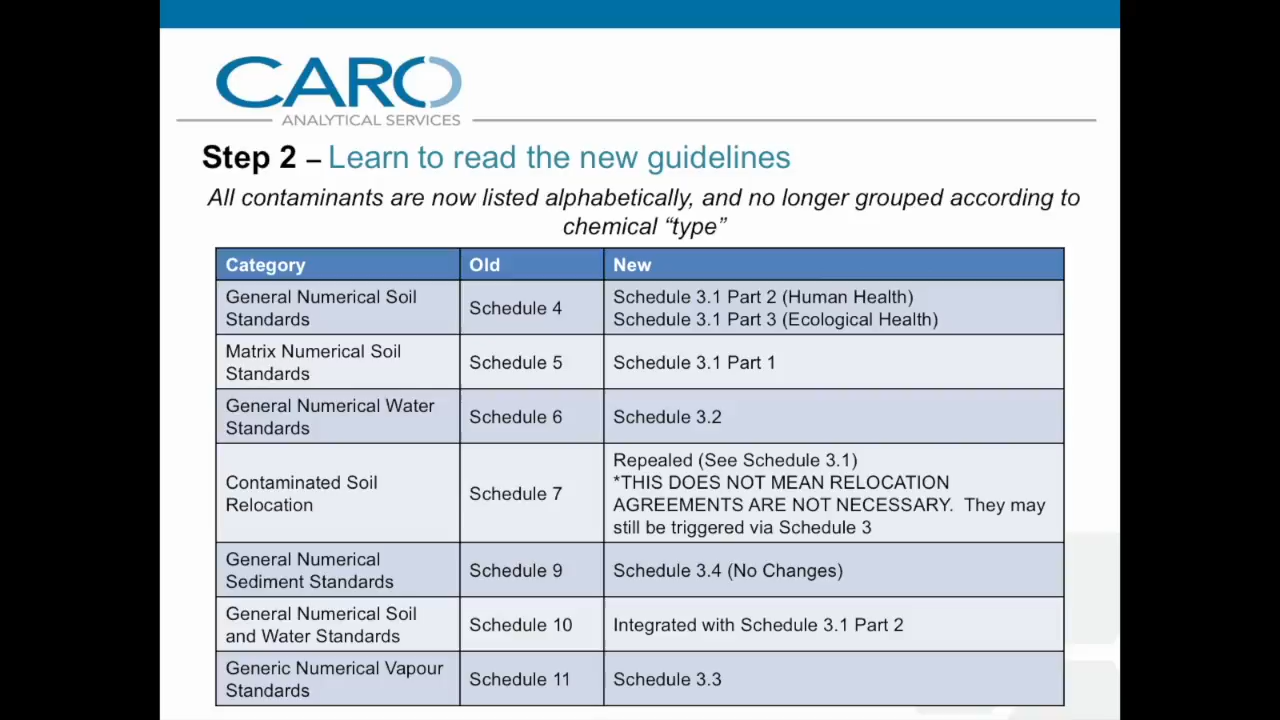 CARO
ANALYTICAL SERVICES
Step 2 – Learn to read the new guidelines
All contaminants are now listed alphabetically, and no longer grouped according to
chemical “type”
Category Old New
General Numerical Soil
Standards
Schedule 4
Schedule 3.1 Part 2 (Human Health)
Schedule 3.1 Part 3 (Ecological Health)
Matrix Numerical Soil
Standards
Schedule 5
Schedule 3.1 Part 1
General Numerical Water
Standards
Schedule 6
Schedule 3.2
Contaminated Soil
Relocation
Schedule 7
Repealed (See Schedule 3.1)
*THIS DOES NOT MEAN RELOCATION
AGREEMENTS ARE NOT NECESSARY. They may
still be triggered via Schedule 3
General Numerical
Sediment Standards
Schedule 9
Schedule 3.4 (No Changes)
General Numerical Soil
and Water Standards
Schedule 10
Integrated with Schedule 3.1 Part 2
Generic Numerical Vapour
Standards
Schedule 11
Schedule 3.3